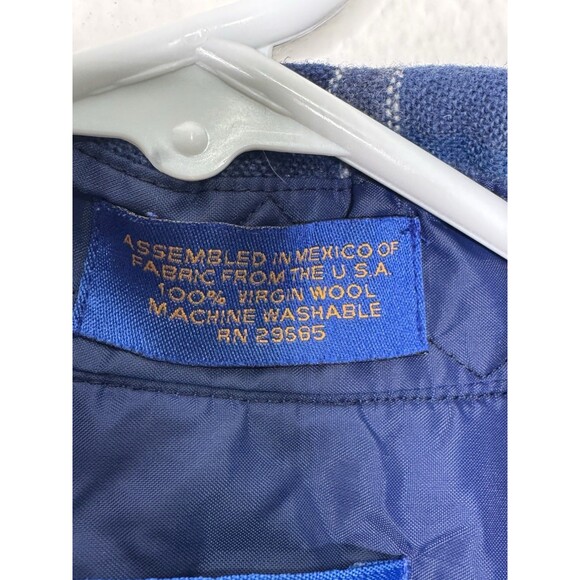 ASSEMBLED IN MEXICO OF
FABRIC FROM THE U.S.A.
100% VIRGIN WOOL
MACHINE WASHABLE
RN 29685